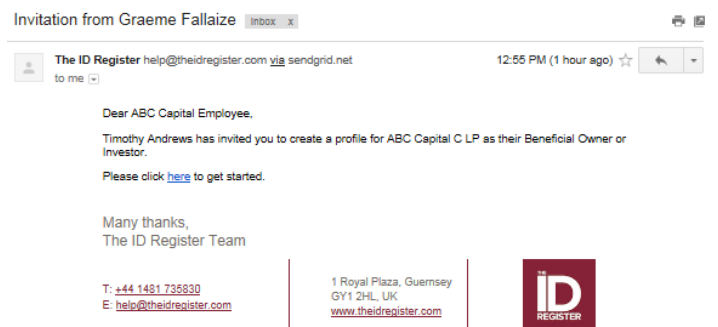 Invitation from Graeme Fallaize Inbox x
The ID Register help@theidregister.com via sendgrid.net 12:55 PM (1 hour ago)
to me
Dear ABC Capital Employee,
Timothy Andrews has invited you to create a profile for ABC Capital C LP as their Beneficial Owner or
Investor.
Please click here to get started.
Many thanks,
The ID Register Team
T: +44 1481 735830
E: help@theidregister.com
1 Royal Plaza, Guernsey
GY1 2HL, UK
www.theidregister.com
THE
ID
REGISTER